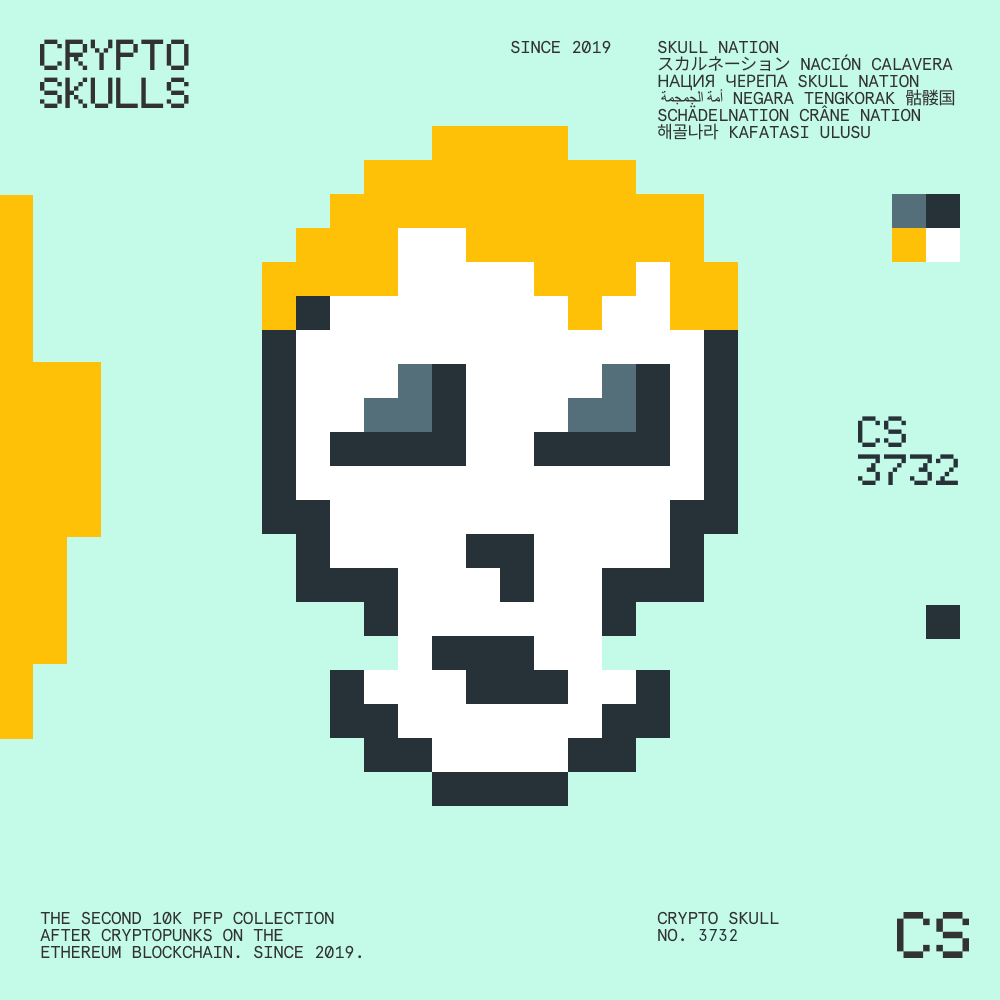 CRYPTO
SKULLS
SINCE 2019
SKULL NATION
スカルネーション NACIÓN CALAVERA
НАЦИЯ ЧЕРЕПА SKULL NATION
أمة الجمجمة NEGARA TENGKORAK 骷髅国
SCHÄDELNATION CRÂNE NATION
해골나라 KAFATASI ULUSU
CS
3732
THE SECOND 10K PFP COLLECTION
AFTER CRYPTOPUNKS ON THE
ETHEREUM BLOCKCHAIN. SINCE 2019.
CRYPTO SKULL
NO. 3732
CS